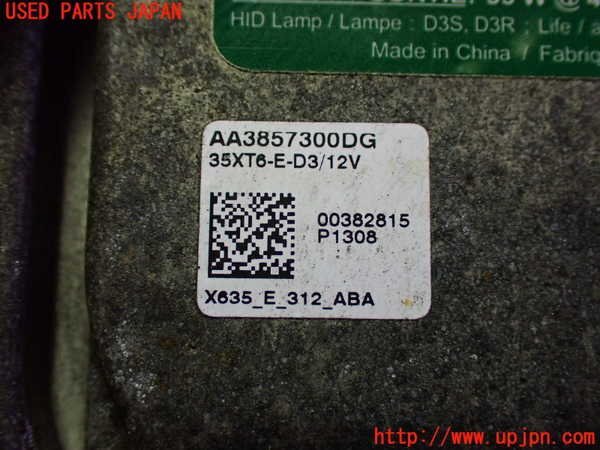 USED PARTS JAPAN
HID Lamp / Lampe : D3S, D3R ; Life /
Made in China /
AA3857300DG
35XT6-E-D3/12V
00382815
P1308
X635_E_312_ABA
http://www.upjpn.com/